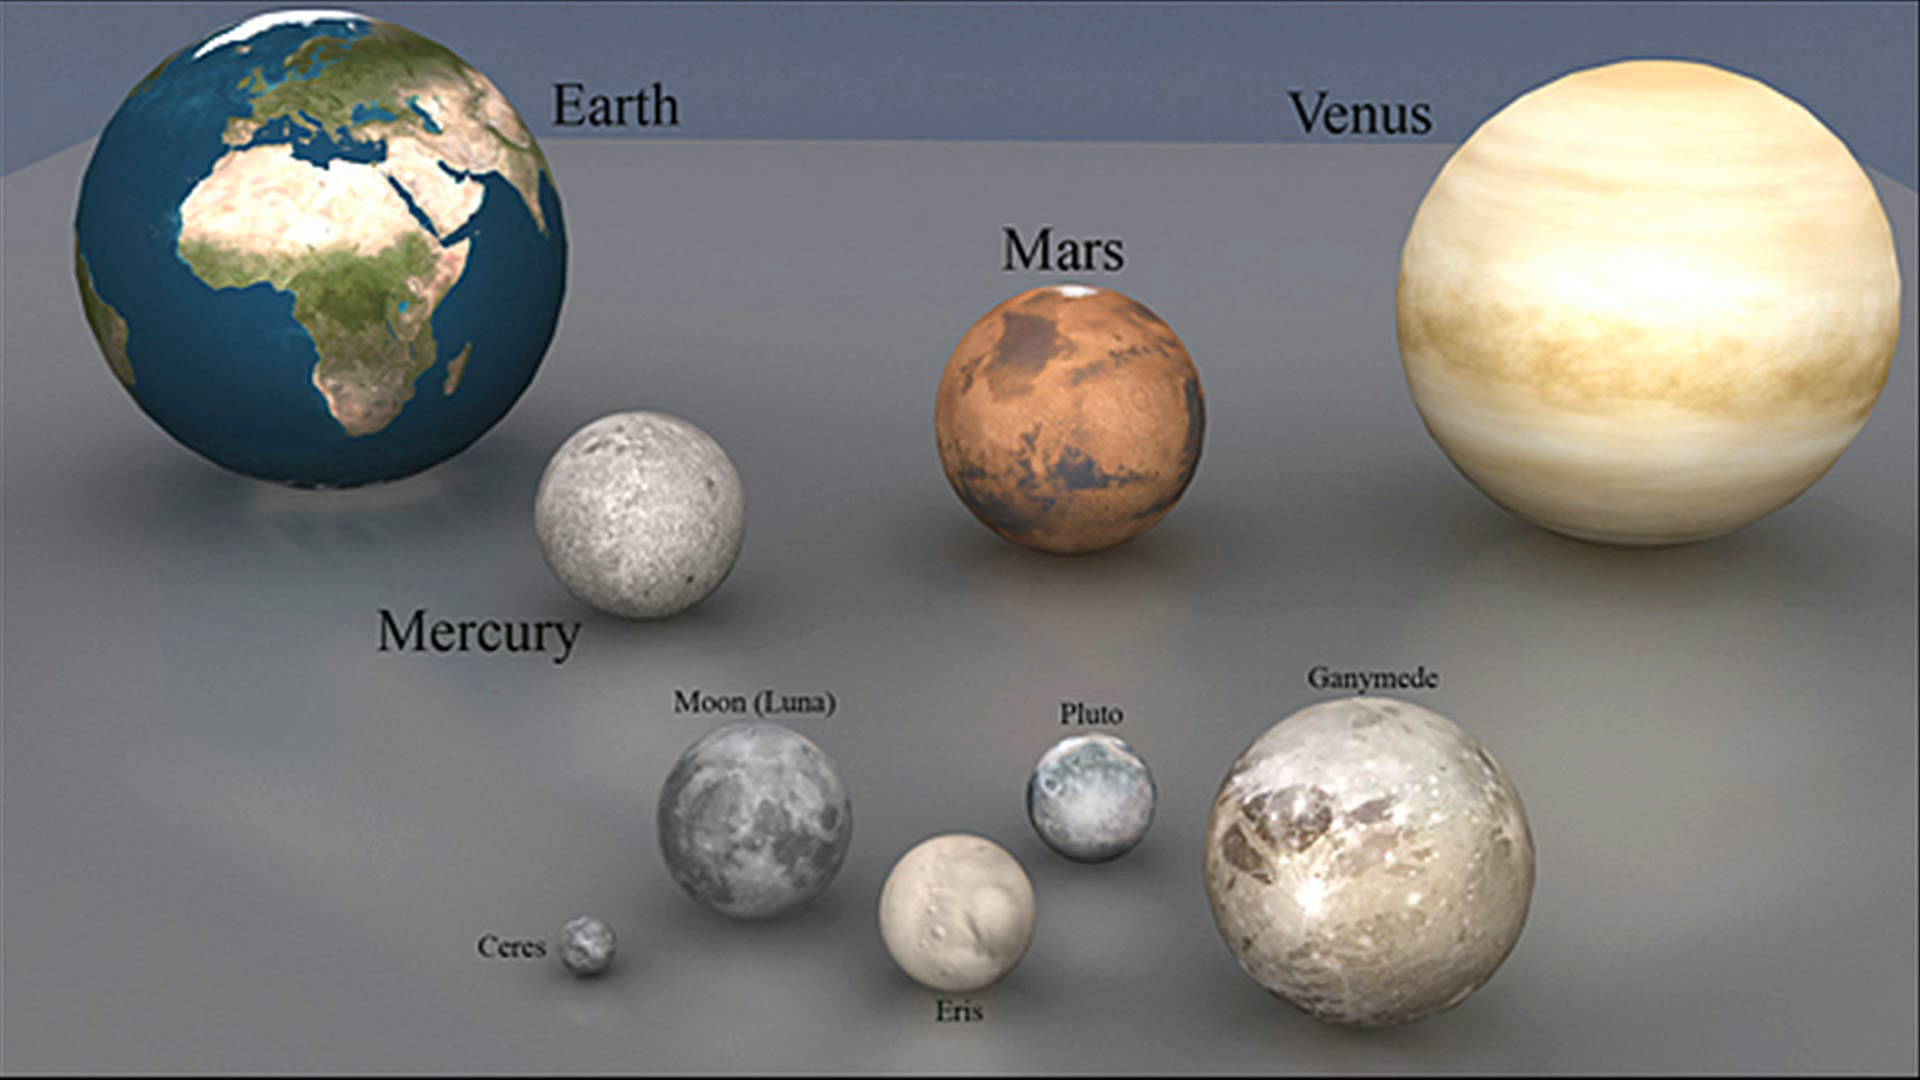 Earth
Venus
Mars
Mercury
Ganymede
Moon (Luna)
Pluto
Ceres
Eris